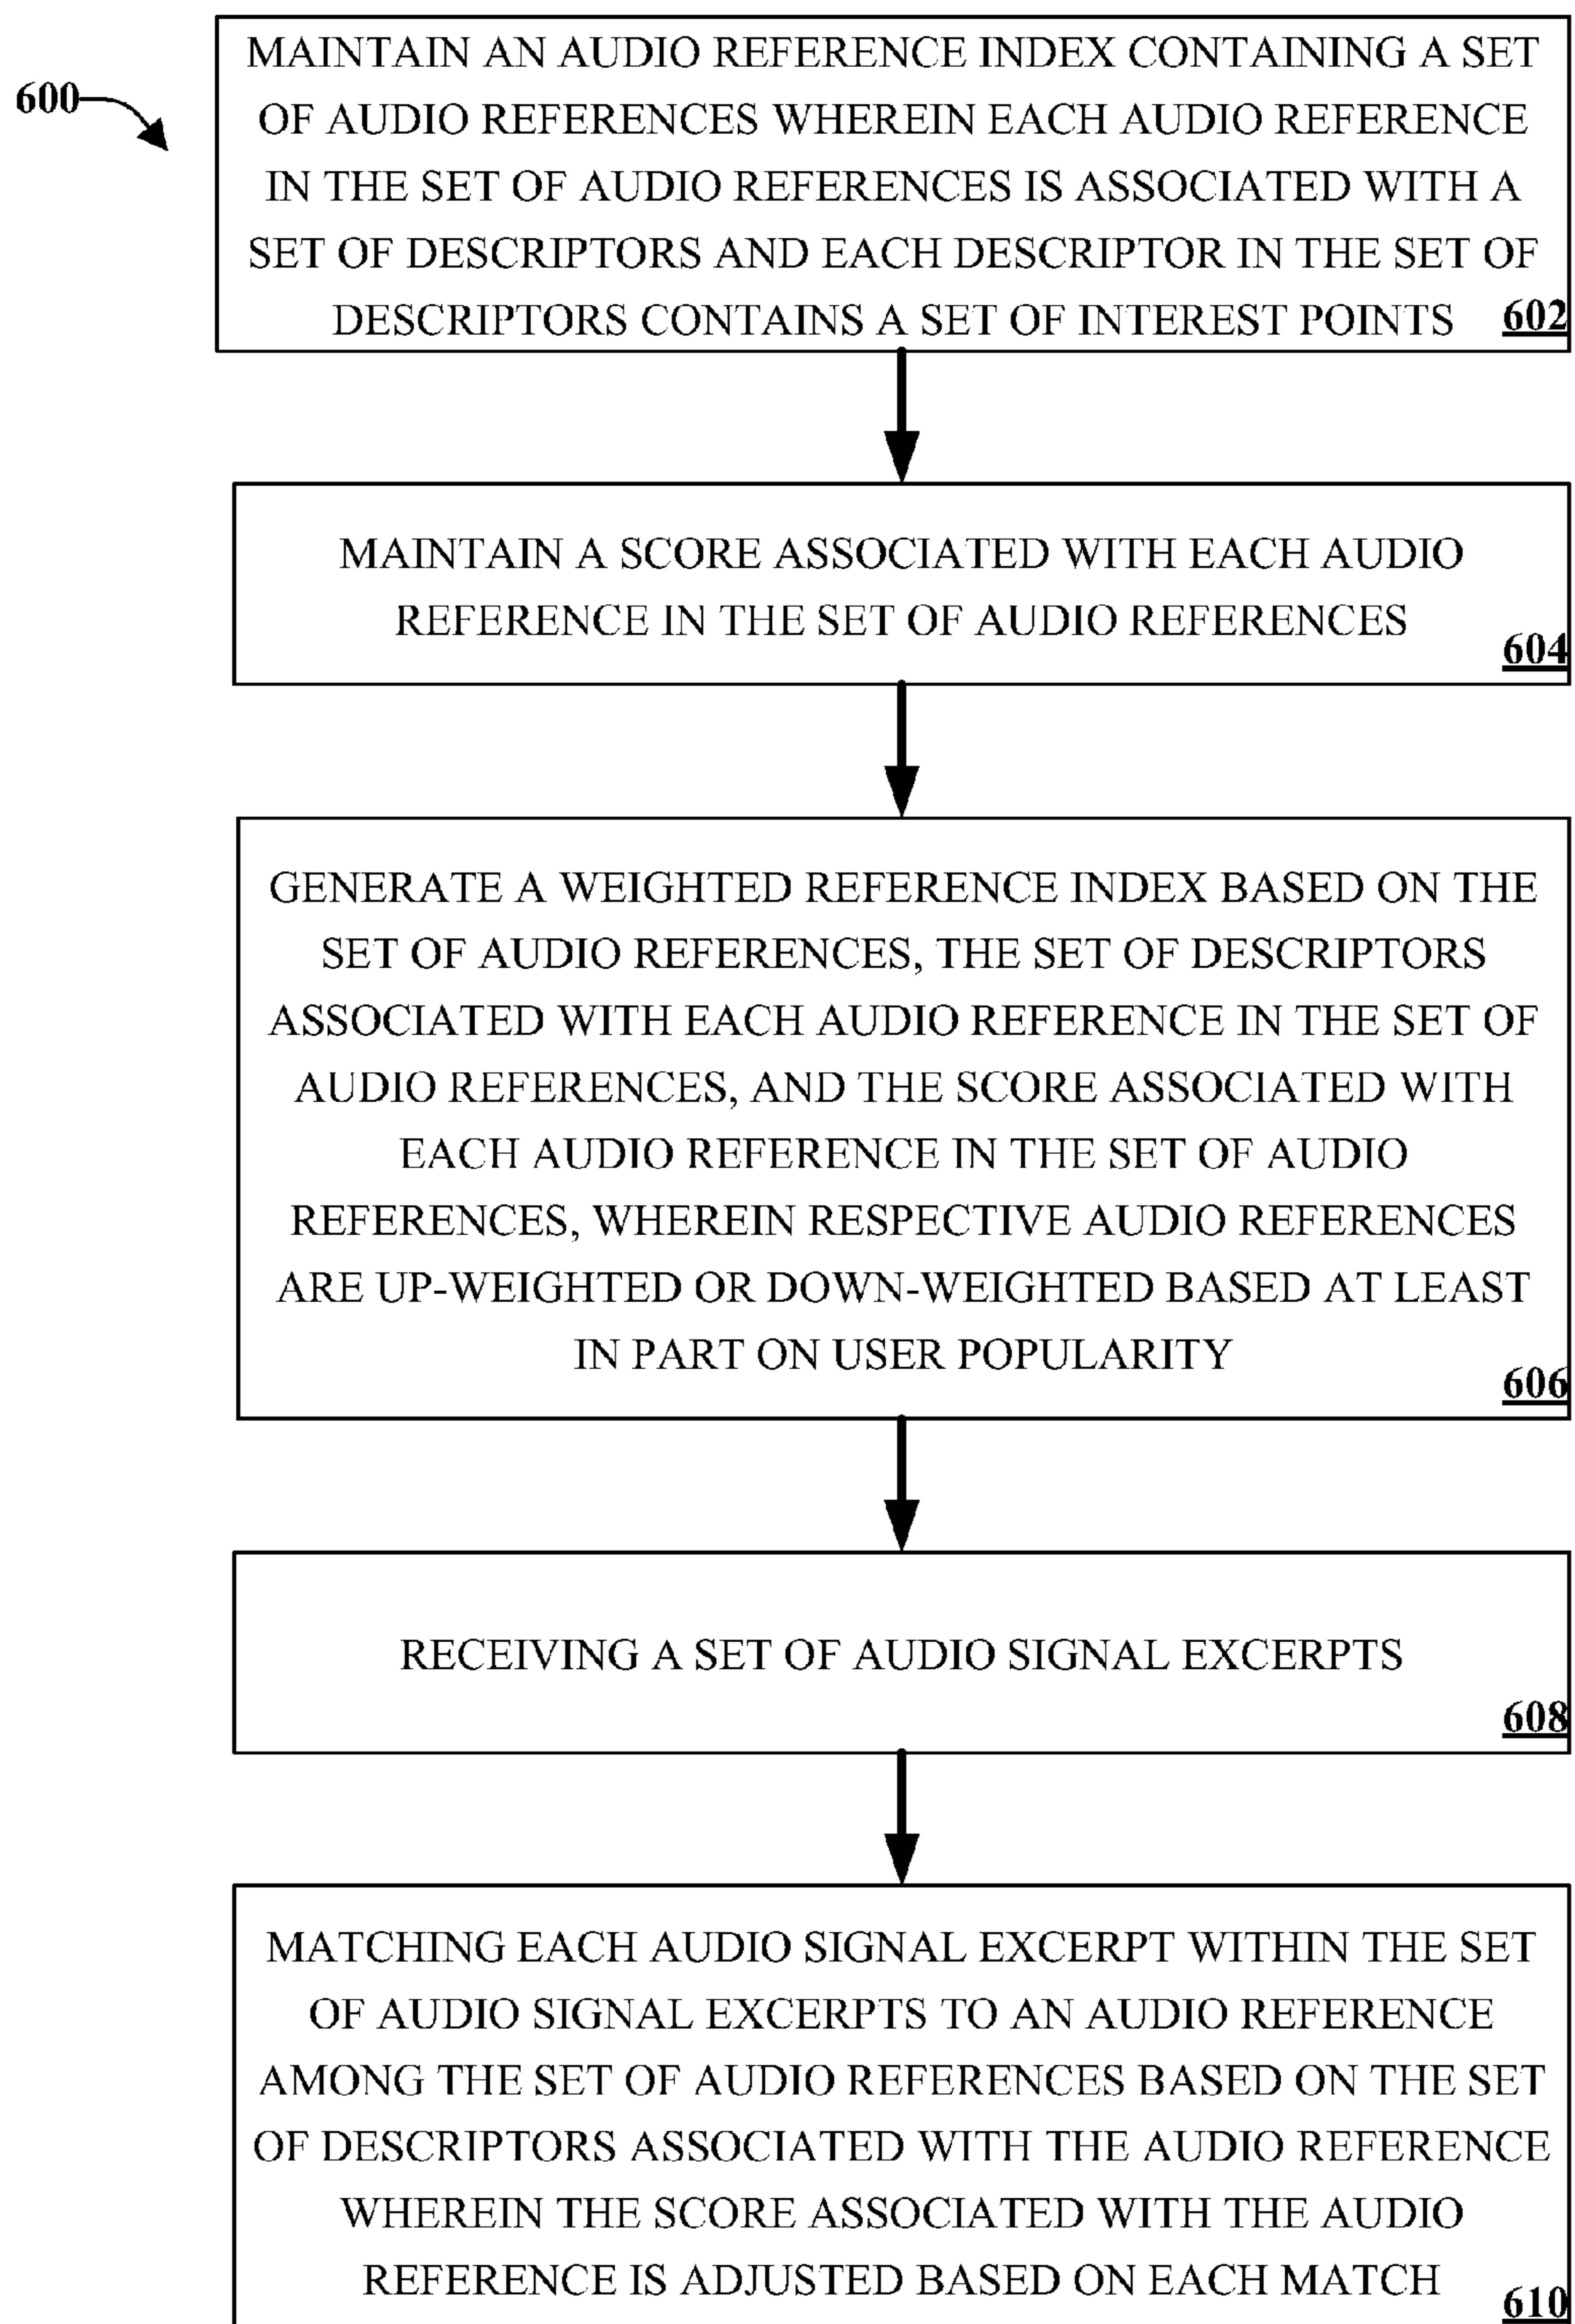 600
MAINTAIN AN AUDIO REFERENCE INDEX CONTAINING A SET
OF AUDIO REFERENCES WHEREIN EACH AUDIO REFERENCE
IN THE SET OF AUDIO REFERENCES IS ASSOCIATED WITH A
SET OF DESCRIPTORS AND EACH DESCRIPTOR IN THE SET OF
DESCRIPTORS CONTAINS A SET OF INTEREST POINTS
602
MAINTAIN A SCORE ASSOCIATED WITH EACH AUDIO
REFERENCE IN THE SET OF AUDIO REFERENCES
604
GENERATE A WEIGHTED REFERENCE INDEX BASED ON THE
SET OF AUDIO REFERENCES, THE SET OF DESCRIPTORS
ASSOCIATED WITH EACH AUDIO REFERENCE IN THE SET OF
AUDIO REFERENCES, AND THE SCORE ASSOCIATED WITH
EACH AUDIO REFERENCE IN THE SET OF AUDIO
REFERENCES, WHEREIN RESPECTIVE AUDIO REFERENCES
ARE UP-WEIGHTED OR DOWN-WEIGHTED BASED AT LEAST
IN PART ON USER POPULARITY
606
RECEIVING A SET OF AUDIO SIGNAL EXCERPTS
608
MATCHING EACH AUDIO SIGNAL EXCERPT WITHIN THE SET
OF AUDIO SIGNAL EXCERPTS TO AN AUDIO REFERENCE
AMONG THE SET OF AUDIO REFERENCES BASED ON THE SET
OF DESCRIPTORS ASSOCIATED WITH THE AUDIO REFERENCE
WHEREIN THE SCORE ASSOCIATED WITH THE AUDIO
REFERENCE IS ADJUSTED BASED ON EACH MATCH
610